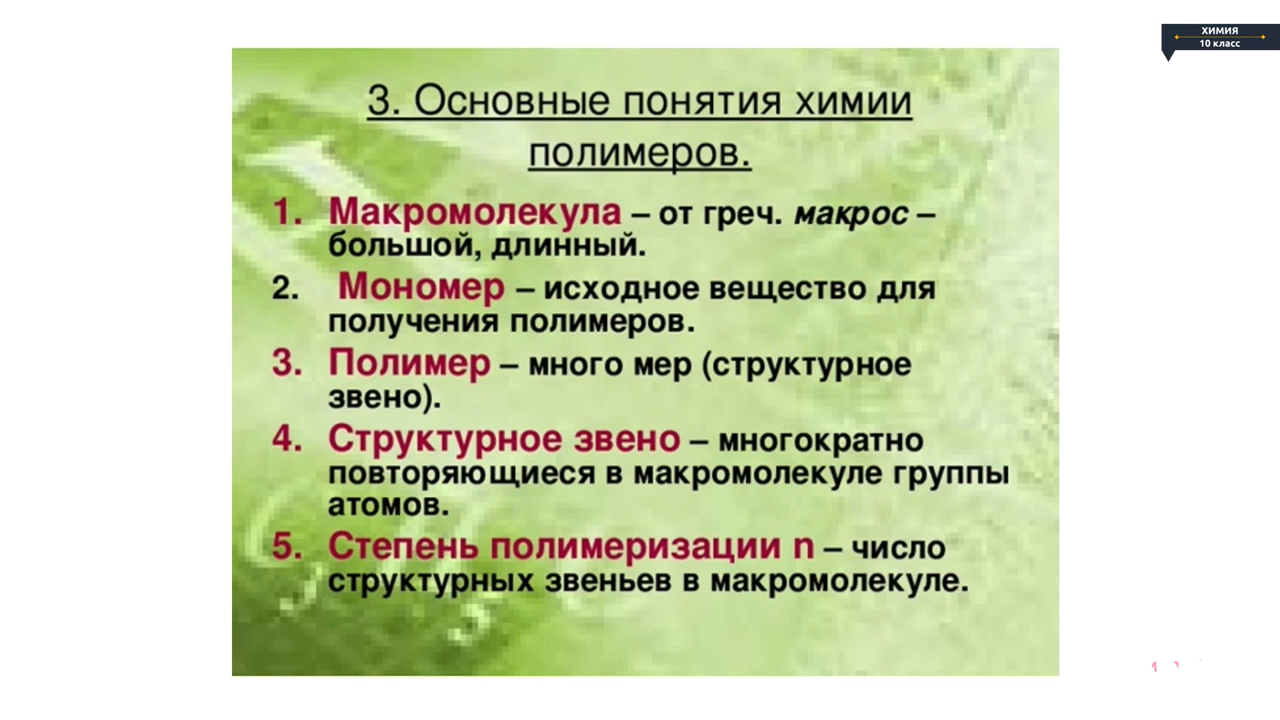 ХИМИЯ
10 класс
3. Основные понятия химии
полимеров.
1. Макромолекула – от греч. макрос –
большой, длинный.
2. Мономер – исходное вещество для
получения полимеров.
3. Полимер – много мер (структурное
звено).
4. Структурное звено – многократно
повторяющиеся в макромолекуле группы
атомов.
5. Степень полимеризации n – число
структурных звеньев в макромолекуле.